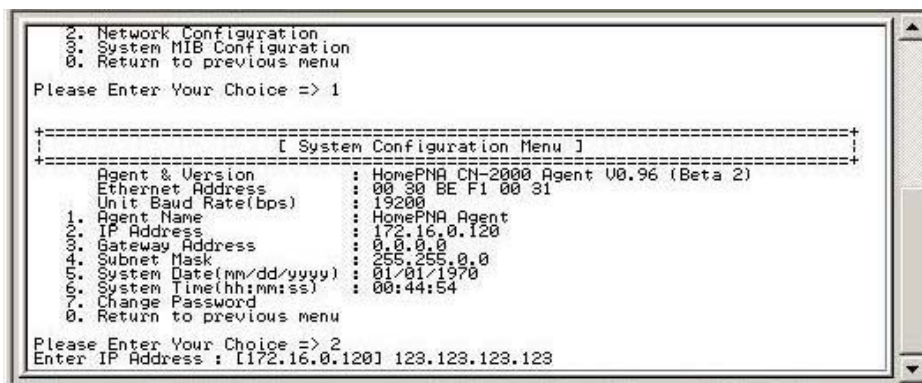 2. Network Configuration
3. System MIB Configuration
0. Return to previous menu
Please Enter Your Choice => 1
[ System Configuration Menu ]
Agent & Version : HomePNA CN-2000 Agent V0.96 (Beta 2)
Ethernet Address : 00 30 BE F1 00 31
Unit Baud Rate(bps) : 19200
1. Agent Name : HomePNA Agent
2. IP Address : 172.16.0.120
3. Gateway Address : 0.0.0.0
4. Subnet Mask : 255.255.0.0
5. System Date(mm/dd/yyyy) : 01/01/1970
6. System Time(hh:mm:ss) : 00:44:54
7. Change Password
0. Return to previous menu
Please Enter Your Choice => 2
Enter IP Address : [172.16.0.120] 123.123.123.123